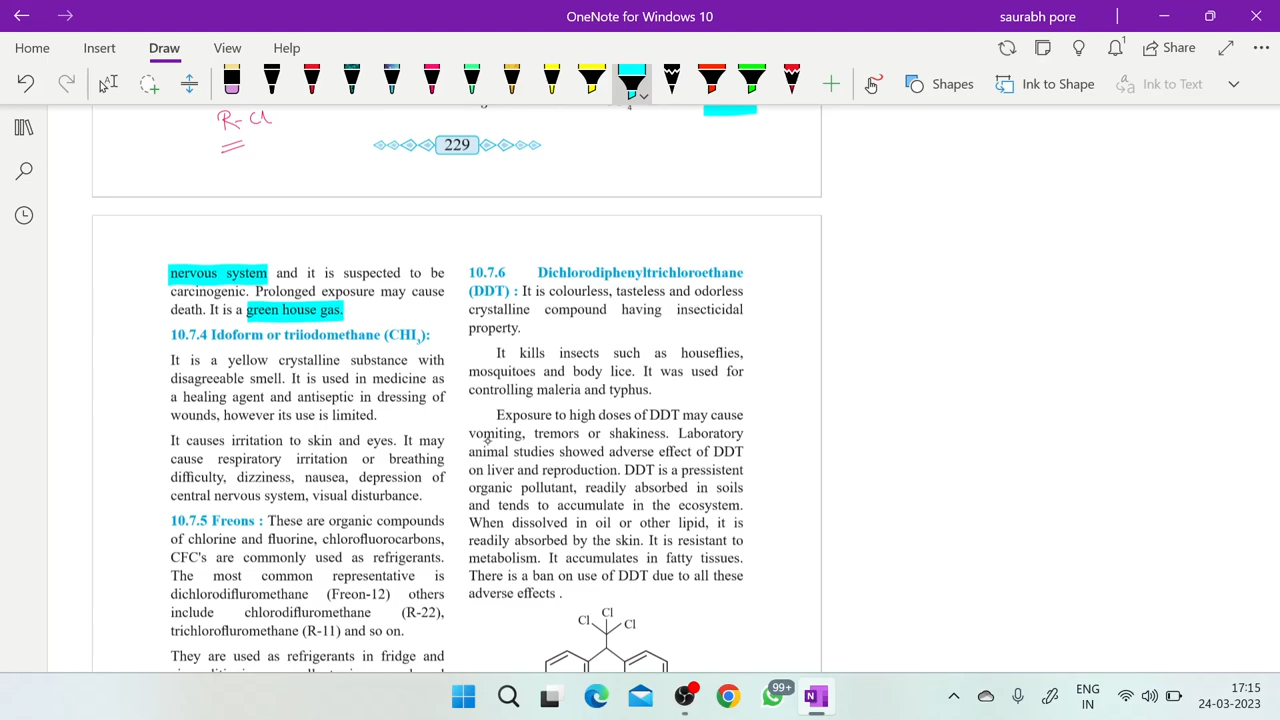 OneNote for Windows 10
saurabh pore
Home
Insert
Draw
View
Help
Share
Shapes
Ink to Shape
Ink to Text
R-Cl
4
229
nervous system and it is suspected to be
carcinogenic. Prolonged exposure may cause
death. It is a green house gas.
10.7.4 Idoform or triiodomethane (CHI3):
It is a yellow crystalline substance with
disagreeable smell. It is used in medicine as
a healing agent and antiseptic in dressing of
wounds, however its use is limited.
It causes irritation to skin and eyes. It may
cause respiratory irritation or breathing
difficulty, dizziness, nausea, depression of
central nervous system, visual disturbance.
10.7.5 Freons : These are organic compounds
of chlorine and fluorine, chlorofluorocarbons,
CFC's are commonly used as refrigerants.
The most common representative is
dichlorodifluromethane (Freon-12) others
include chlorodifluromethane (R-22),
trichlorofluromethane (R-11) and so on.
They are used as refrigerants in fridge and
10.7.6 Dichlorodiphenyltrichloroethane
(DDT) : It is colourless, tasteless and odorless
crystalline compound having insecticidal
property.
It kills insects such as houseflies,
mosquitoes and body lice. It was used for
controlling maleria and typhus.
Exposure to high doses of DDT may cause
vomiting, tremors or shakiness. Laboratory
animal studies showed adverse effect of DDT
on liver and reproduction. DDT is a pressistent
organic pollutant, readily absorbed in soils
and tends to accumulate in the ecosystem.
When dissolved in oil or other lipid, it is
readily absorbed by the skin. It is resistant to
metabolism. It accumulates in fatty tissues.
There is a ban on use of DDT due to all these
adverse effects .
Cl
Cl
Cl
99+
ENG
IN
17:15
24-03-2023